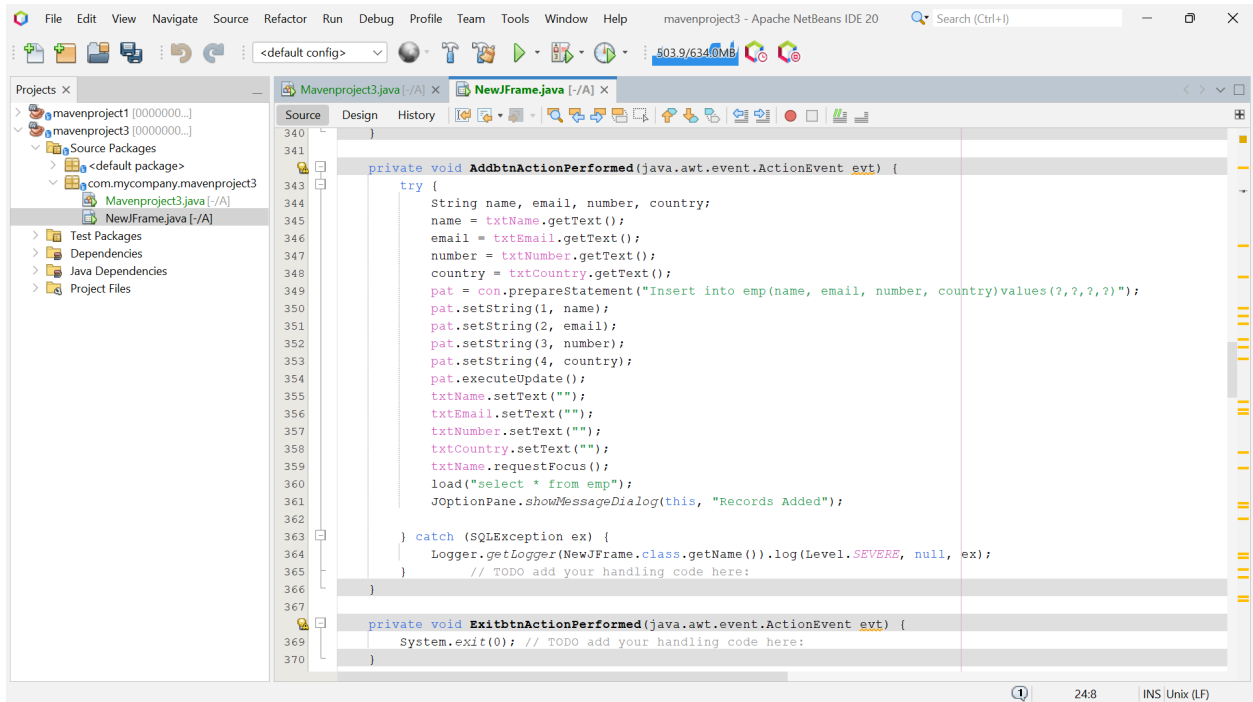 File Edit View Navigate Source Refactor Run Debug Profile Team Tools Window Help mavenproject3 - Apache NetBeans IDE 20 Search (Ctrl+I)
<default config> 503.9/634.0MB
Projects
mavenproject1 [0000000...]
mavenproject3 [0000000...]
Source Packages
<default package>
com.mycompany.mavenproject3
Mavenproject3.java [-/A]
NewJFrame.java [-/A]
Test Packages
Dependencies
Java Dependencies
Project Files
Mavenproject3.java [-/A] NewJFrame.java [-/A]
Source Design History
340 }
341
private void AddbtnActionPerformed(java.awt.event.ActionEvent evt) {
343 try {
344 String name, email, number, country;
345 name = txtName.getText();
346 email = txtEmail.getText();
347 number = txtNumber.getText();
348 country = txtCountry.getText();
349 pat = con.prepareStatement("Insert into emp(name, email, number, country)values(?,?,?,?)");
350 pat.setString(1, name);
351 pat.setString(2, email);
352 pat.setString(3, number);
353 pat.setString(4, country);
354 pat.executeUpdate();
355 txtName.setText("");
356 txtEmail.setText("");
357 txtNumber.setText("");
358 txtCountry.setText("");
359 txtName.requestFocus();
360 load("select * from emp");
361 JOptionPane.showMessageDialog(this, "Records Added");
362
363 } catch (SQLException ex) {
364 Logger.getLogger(NewJFrame.class.getName()).log(Level.SEVERE, null, ex);
365 } // TODO add your handling code here:
366 }
367
private void ExitbtnActionPerformed(java.awt.event.ActionEvent evt) {
369 System.exit(0); // TODO add your handling code here:
370 }
1 24:8 INS Unix (LF)